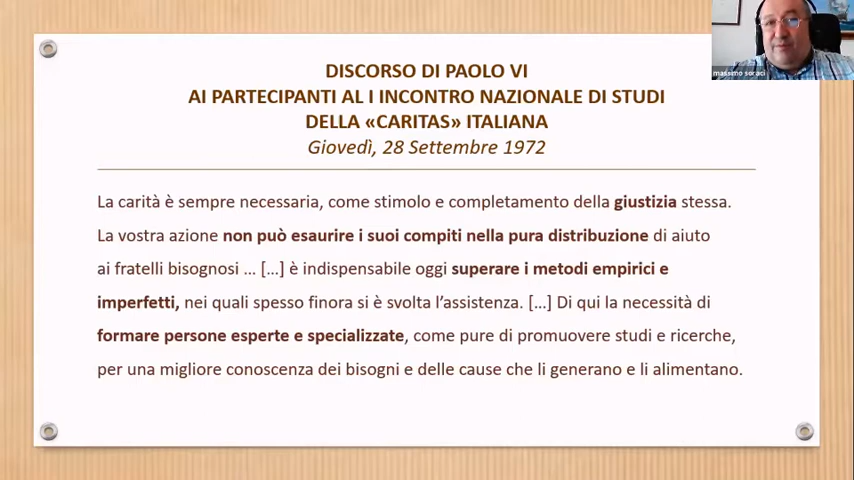 DISCORSO DI PAOLO VI
AI PARTECIPANTI AL I INCONTRO NAZIONALE DI STUDI
DELLA «CARITAS» ITALIANA
Giovedì, 28 Settembre 1972
La carità è sempre necessaria, come stimolo e completamento della giustizia stessa.
La vostra azione non può esaurire i suoi compiti nella pura distribuzione di aiuto
ai fratelli bisognosi ... [...] è indispensabile oggi superare i metodi empirici e
imperfetti, nei quali spesso finora si è svolta l’assistenza. [...] Di qui la necessità di
formare persone esperte e specializzate, come pure di promuovere studi e ricerche,
per una migliore conoscenza dei bisogni e delle cause che li generano e li alimentano.
massimo